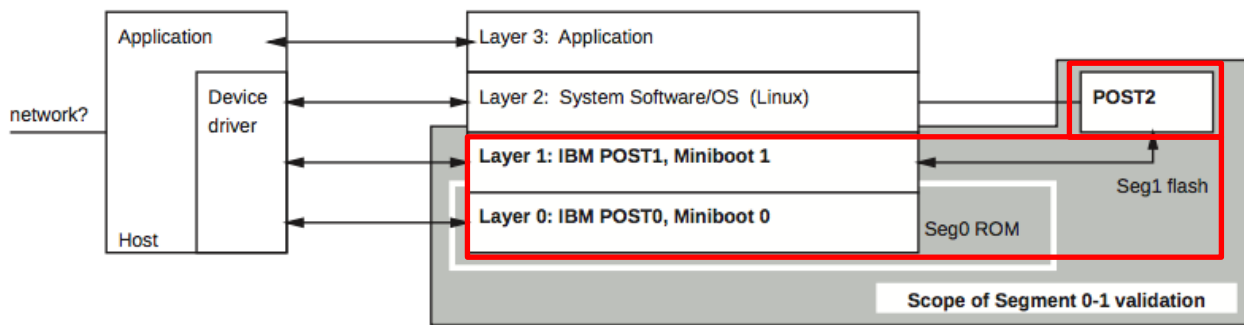 Application
Layer 3:  Application
network?
Device
driver
Layer 2:  System Software/OS  (Linux)
POST2
Layer 1: IBM POST1, Miniboot 1
Seg1 flash
Layer 0: IBM POST0, Miniboot 0
Host
Seg0 ROM
Scope of Segment 0-1 validation